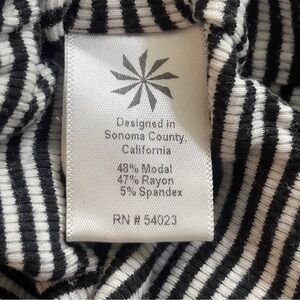 Designed in
Sonoma County,
California
48% Modal
47% Rayon
5% Spandex
RN # 54023